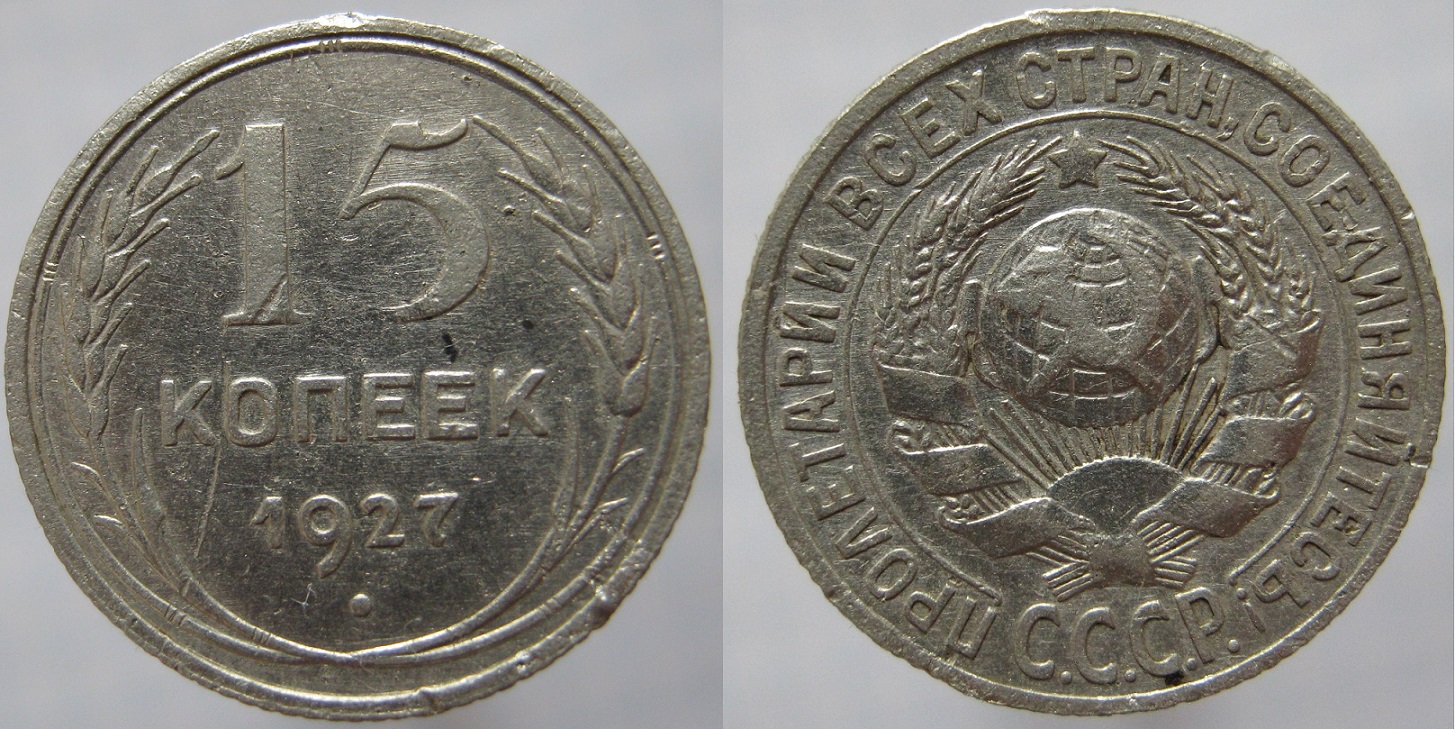 15
КОПЕЕК
1927
ПРОЛЕТАРИИ ВСЕХ СТРАН, СОЕДИНЯЙТЕСЬ!
С.С.С.Р.